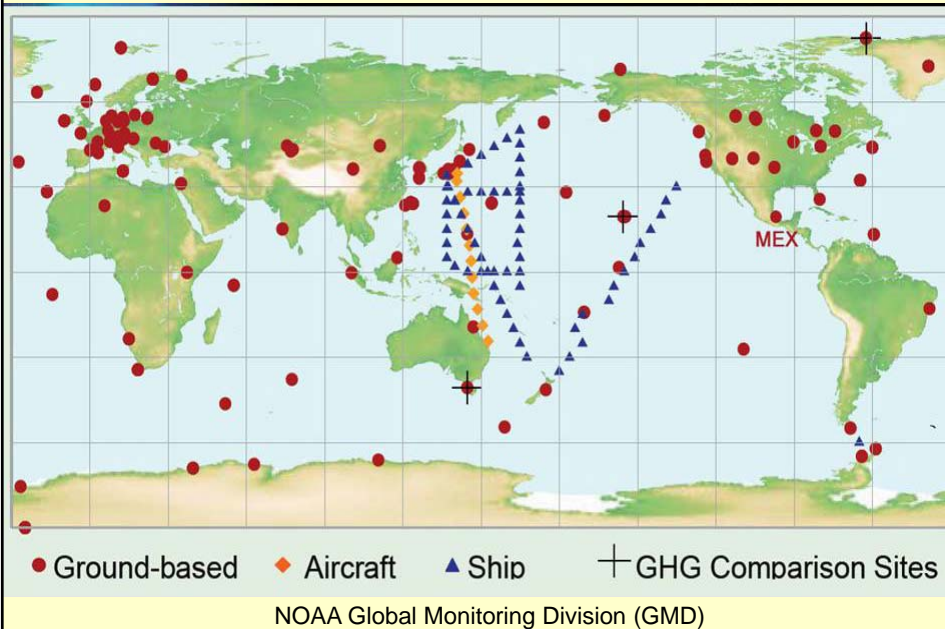 MEX
Ground-based Aircraft Ship GHG Comparison Sites
NOAA Global Monitoring Division (GMD)